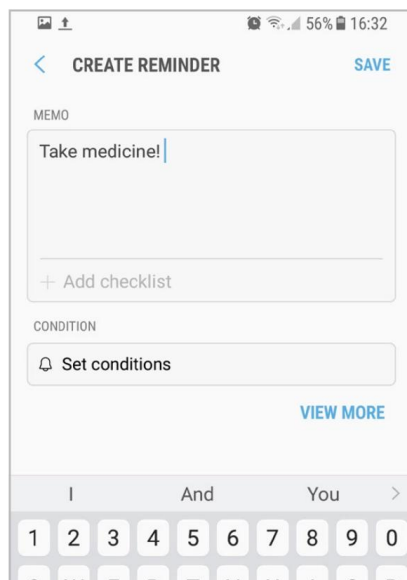 56% 16:32
CREATE REMINDER SAVE
MEMO
Take medicine!
+ Add checklist
CONDITION
Set conditions
VIEW MORE
I And You >
1 2 3 4 5 6 7 8 9 0